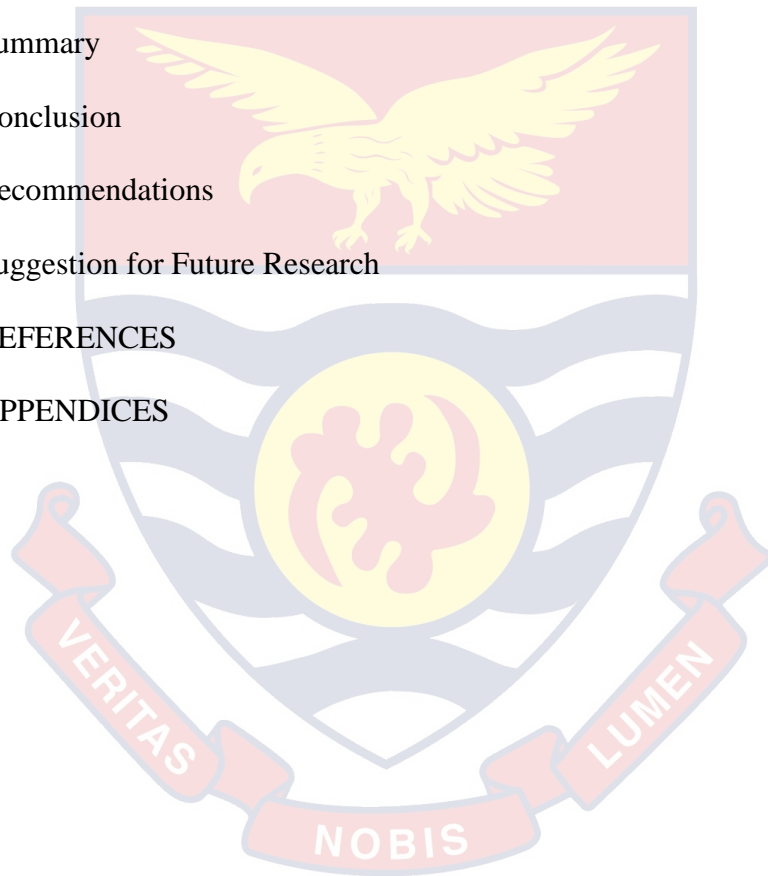 ummary
onclusion
ecommendations
uggestion for Future Research
EFERENCES
PPENDICES
VERITAS
NOBIS
LUMEN